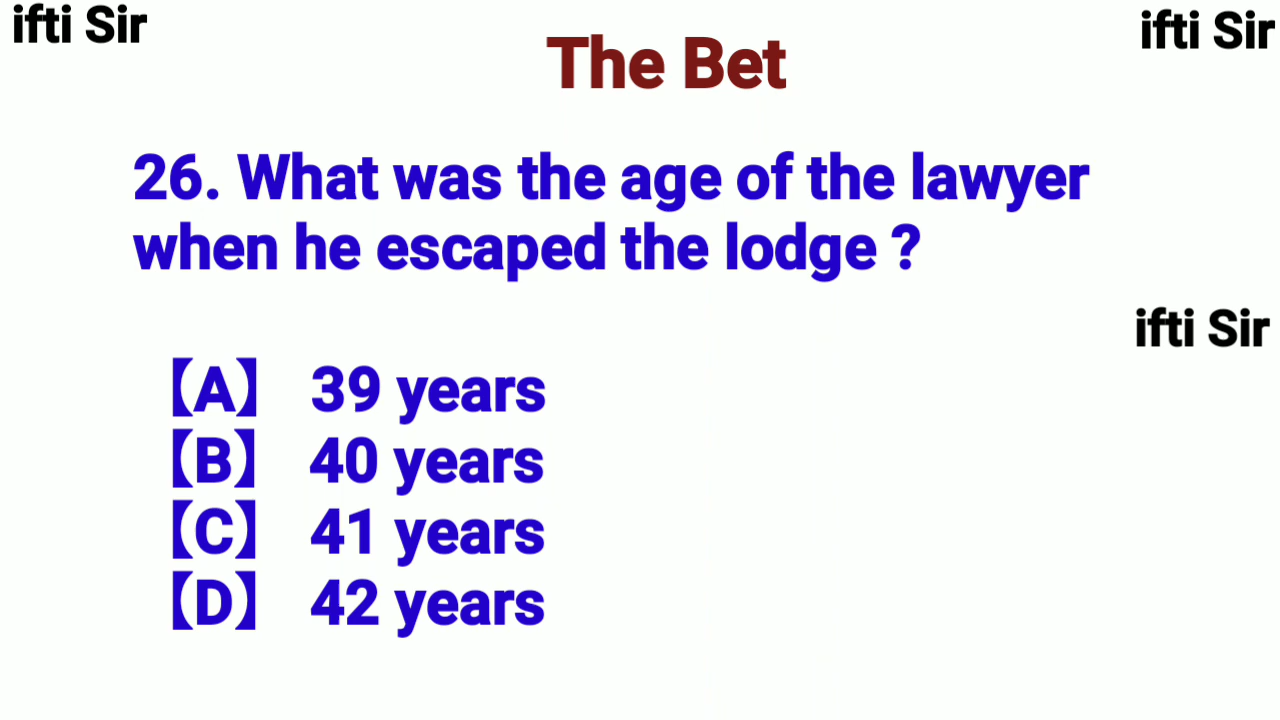 ifti Sir
ifti Sir
The Bet
26. What was the age of the lawyer
when he escaped the lodge ?
ifti Sir
【A】 39 years
【B】 40 years
【C】 41 years
【D】 42 years